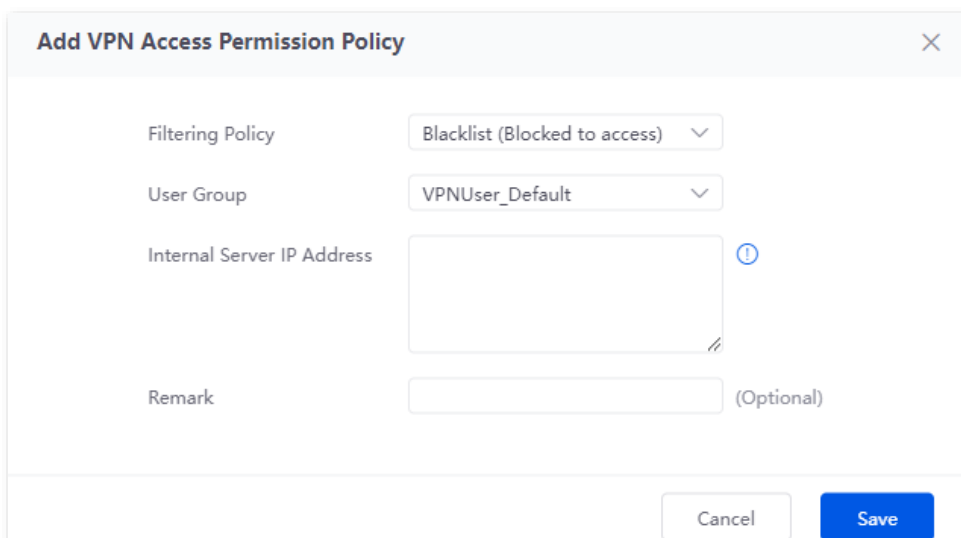 Add VPN Access Permission Policy
Filtering Policy Blacklist (Blocked to access)
User Group VPNUser_Default
Internal Server IP Address
Remark (Optional)
Cancel Save